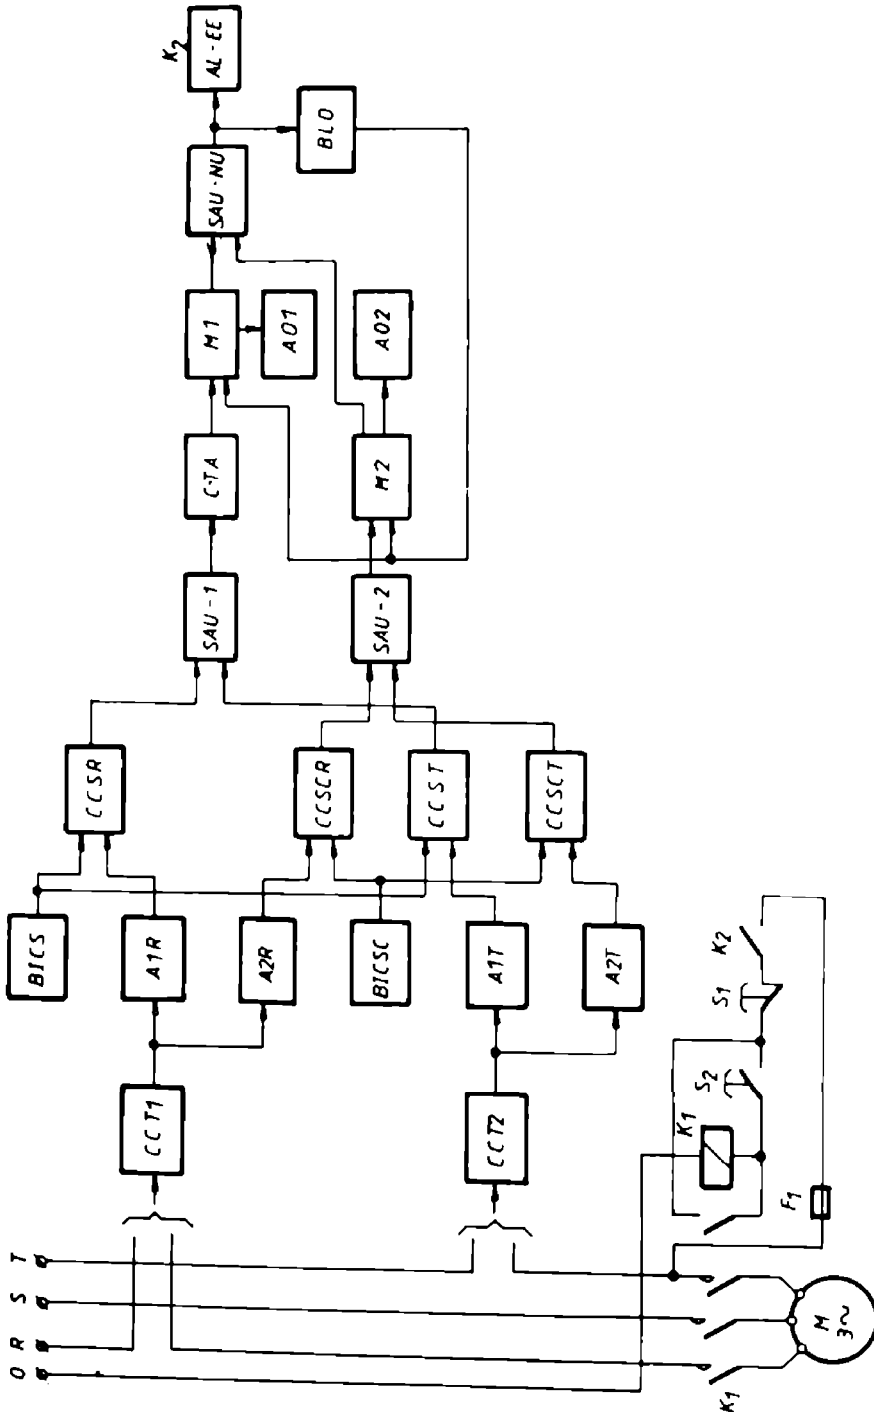 K2
AL-EE
BLO
SAU-NU
M1
AO1
AO2
C-TA
M2
SAU-1
SAU-2
CCSR
CCSCR
CCST
CCSCT
BICS
A1R
A2R
BICSC
A1T
A2T
CCT1
CCT2
K2
S1
S2
K1
F1
O R S T
K1
M
3~